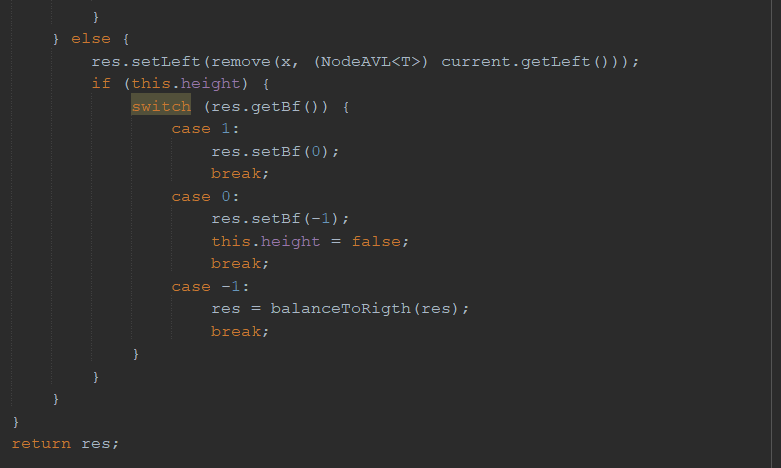 }
} else {
res.setLeft(remove(x, (NodeAVL<T>) current.getLeft()));
if (this.height) {
switch (res.getBf()) {
case 1:
res.setBf(0);
break;
case 0:
res.setBf(-1);
this.height = false;
break;
case -1:
res = balanceToRigth(res);
break;
}
}
}
}
return res;